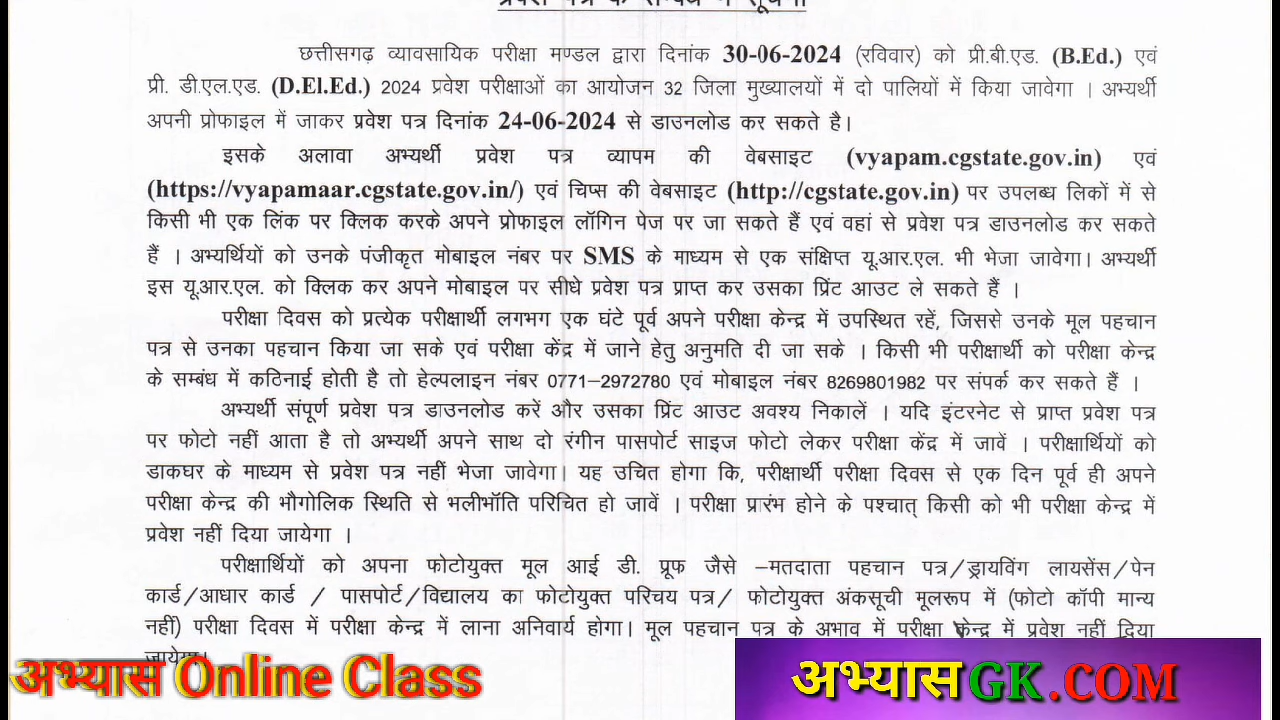 प्रवेश पत्र के सम्बंध में सूचना
छत्तीसगढ़ व्यावसायिक परीक्षा मण्डल द्वारा दिनांक 30-06-2024 (रविवार) को प्री.बी.एड. (B.Ed.) एवं
प्री. डी.एल.एड. (D.El.Ed.) 2024 प्रवेश परीक्षाओं का आयोजन 32 जिला मुख्यालयों में दो पालियों में किया जावेगा । अभ्यर्थी
अपनी प्रोफाइल में जाकर प्रवेश पत्र दिनांक 24-06-2024 से डाउनलोड कर सकते है।
इसके अलावा अभ्यर्थी प्रवेश पत्र व्यापम की वेबसाइट (vyapam.cgstate.gov.in) एवं
(https://vyapamaar.cgstate.gov.in/) एवं चिप्स की वेबसाइट (http://cgstate.gov.in) पर उपलब्ध लिकों में से
किसी भी एक लिंक पर क्लिक करके अपने प्रोफाइल लॉगिन पेज पर जा सकते हैं एवं वहां से प्रवेश पत्र डाउनलोड कर सकते
हैं । अभ्यर्थियों को उनके पंजीकृत मोबाइल नंबर पर SMS के माध्यम से एक संक्षिप्त यू.आर.एल. भी भेजा जावेगा। अभ्यर्थी
इस यू.आर.एल. को क्लिक कर अपने मोबाइल पर सीधे प्रवेश पत्र प्राप्त कर उसका प्रिंट आउट ले सकते हैं ।
परीक्षा दिवस को प्रत्येक परीक्षार्थी लगभग एक घंटे पूर्व अपने परीक्षा केन्द्र में उपस्थित रहें, जिससे उनके मूल पहचान
पत्र से उनका पहचान किया जा सके एवं परीक्षा केंद्र में जाने हेतु अनुमति दी जा सके । किसी भी परीक्षार्थी को परीक्षा केन्द्र
के सम्बंध में कठिनाई होती है तो हेल्पलाइन नंबर 0771–2972780 एवं मोबाइल नंबर 8269801982 पर संपर्क कर सकते हैं ।
अभ्यर्थी संपूर्ण प्रवेश पत्र डाउनलोड करें और उसका प्रिंट आउट अवश्य निकालें । यदि इंटरनेट से प्राप्त प्रवेश पत्र
पर फोटो नहीं आता है तो अभ्यर्थी अपने साथ दो रंगीन पासपोर्ट साइज फोटो लेकर परीक्षा केंद्र में जावें । परीक्षार्थियों को
डाकघर के माध्यम से प्रवेश पत्र नहीं भेजा जावेगा। यह उचित होगा कि, परीक्षार्थी परीक्षा दिवस से एक दिन पूर्व ही अपने
परीक्षा केन्द्र की भौगोलिक स्थिति से भलीभॉति परिचित हो जावें । परीक्षा प्रारंभ होने के पश्चात् किसी को भी परीक्षा केन्द्र में
प्रवेश नहीं दिया जायेगा ।
परीक्षार्थियों को अपना फोटोयुक्त मूल आई डी. प्रूफ जैसे –मतदाता पहचान पत्र/ड्रायविंग लायसेंस/पेन
कार्ड/आधार कार्ड / पासपोर्ट/विद्यालय का फोटोयुक्त परिचय पत्र/ फोटोयुक्त अंकसूची मूलरूप में (फोटो कॉपी मान्य
नहीं) परीक्षा दिवस में परीक्षा केन्द्र में लाना अनिवार्य होगा। मूल पहचान पत्र के अभाव में परीक्षा केन्द्र में प्रवेश नहीं दिया
जायेगा।
अभ्यास Online Class
अभ्यास GK.COM